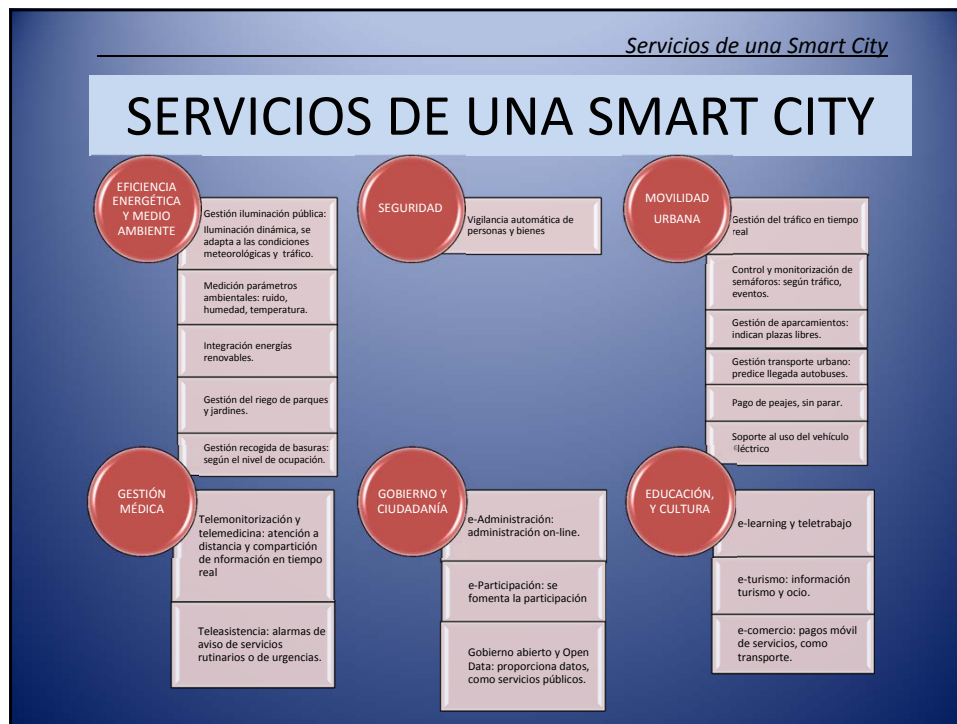 Servicios de una Smart City
SERVICIOS DE UNA SMART CITY
EFICIENCIA
ENERGÉTICA
Y MEDIO
AMBIENTE
Gestión iluminación pública:
Iluminación dinámica, se
adapta a las condiciones
meteorológicas y tráfico.
Medición parámetros
ambientales: ruido,
humedad, temperatura.
Integración energías
renovables.
Gestión del riego de parques
y jardines.
Gestión recogida de basuras:
según el nivel de ocupación.
SEGURIDAD
Vigilancia automática de
personas y bienes
MOVILIDAD
URBANA
Gestión del tráfico en tiempo
real
Control y monitorización de
semáforos: según tráfico,
eventos.
Gestión de aparcamientos:
indican plazas libres.
Gestión transporte urbano:
predice llegada autobuses.
Pago de peajes, sin parar.
Soporte al uso del vehículo
eléctrico
GESTIÓN
MÉDICA
Telemonitorización y
telemedicina: atención a
distancia y compartición
de nformación en tiempo
real
Teleasistencia: alarmas de
aviso de servicios
rutinarios o de urgencias.
GOBIERNO Y
CIUDADANÍA
e-Administración:
administración on-line.
e-Participación: se
fomenta la participación
Gobierno abierto y Open
Data: proporciona datos,
como servicios públicos.
EDUCACIÓN,
Y CULTURA
e-learning y teletrabajo
e-turismo: información
turismo y ocio.
e-comercio: pagos móvil
de servicios, como
transporte.